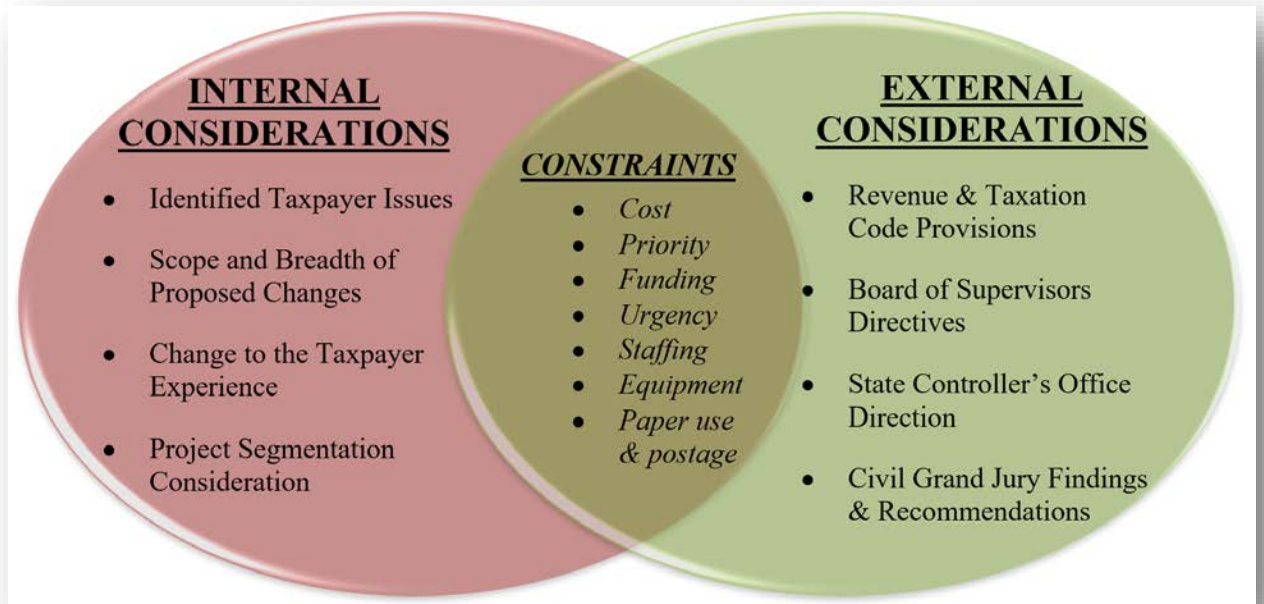 INTERNAL
CONSIDERATIONS
• Identified Taxpayer Issues
• Scope and Breadth of
Proposed Changes
• Change to the Taxpayer
Experience
• Project Segmentation
Consideration
CONSTRAINTS
• Cost
• Priority
• Funding
• Urgency
• Staffing
• Equipment
• Paper use
& postage
EXTERNAL
CONSIDERATIONS
• Revenue & Taxation
Code Provisions
• Board of Supervisors
Directives
• State Controller’s Office
Direction
• Civil Grand Jury Findings
& Recommendations